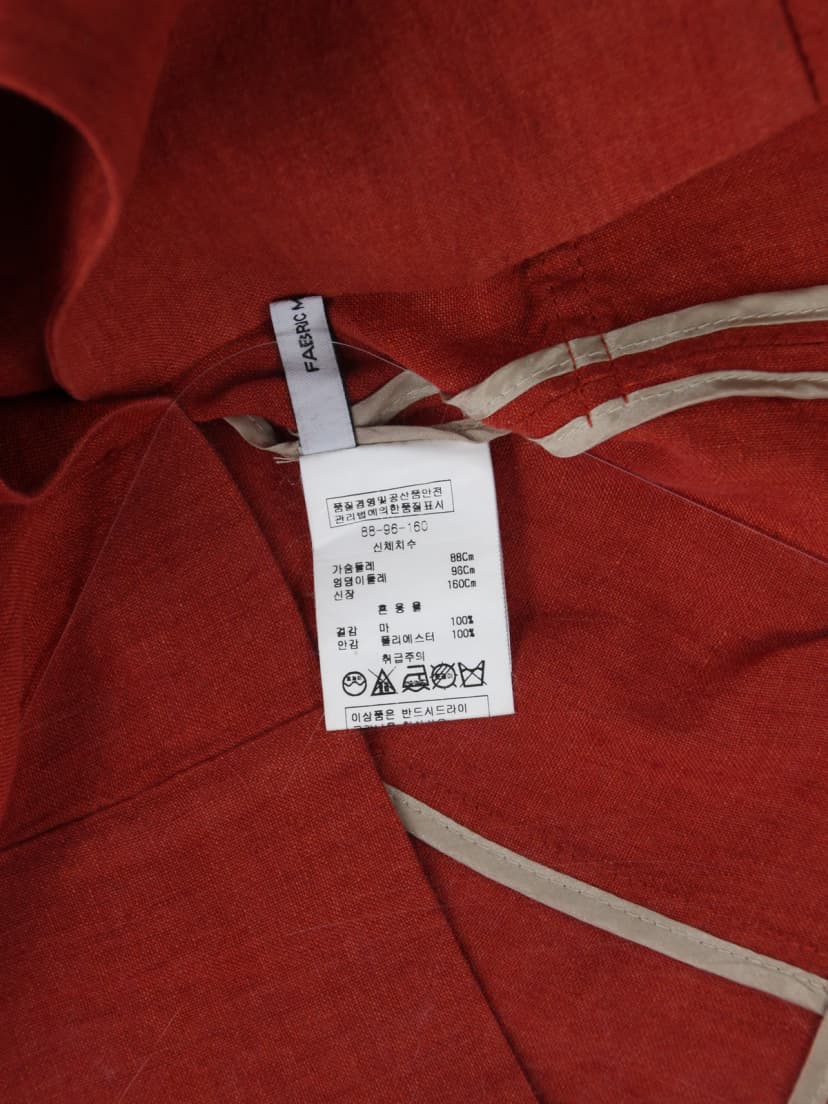 FABRIC M
품질경영및공산품안전
관리법에의한품질표시
88-96-160
신체치수
가슴둘레 88Cm
엉덩이둘레 96Cm
신장 160Cm
혼 용 율
겉감 마 100%
안감 폴리에스터 100%
취급주의
이상품은 반드시드라이